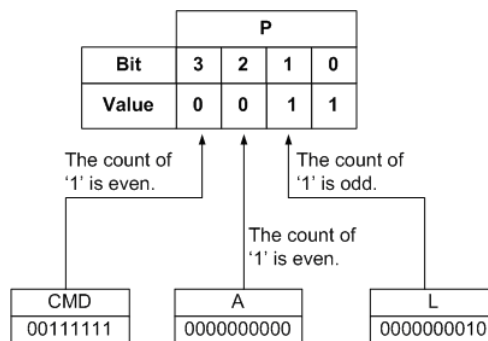 P
Bit 3 2 1 0
Value 0 0 1 1
The count of
'1' is even.
The count of
'1' is odd.
The count of
'1' is even.
CMD
00111111
A
0000000000
L
0000000010